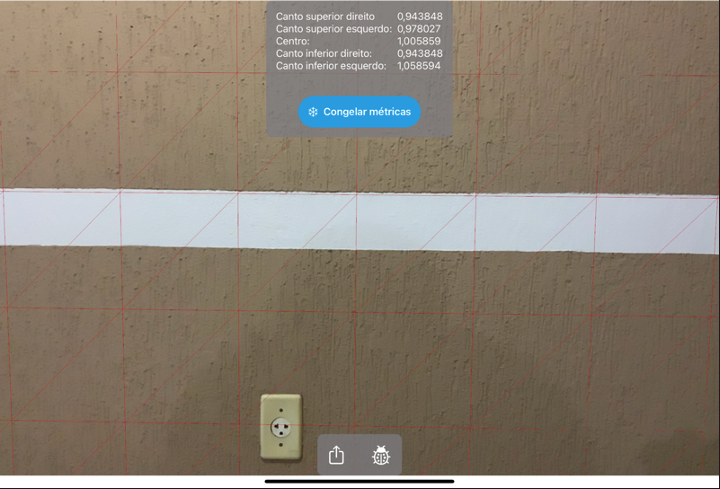 Canto superior direito 0,943848
Canto superior esquerdo: 0,978027
Centro: 1,005859
Canto inferior direito: 0,943848
Canto inferior esquerdo: 1,058594
Congelar métricas